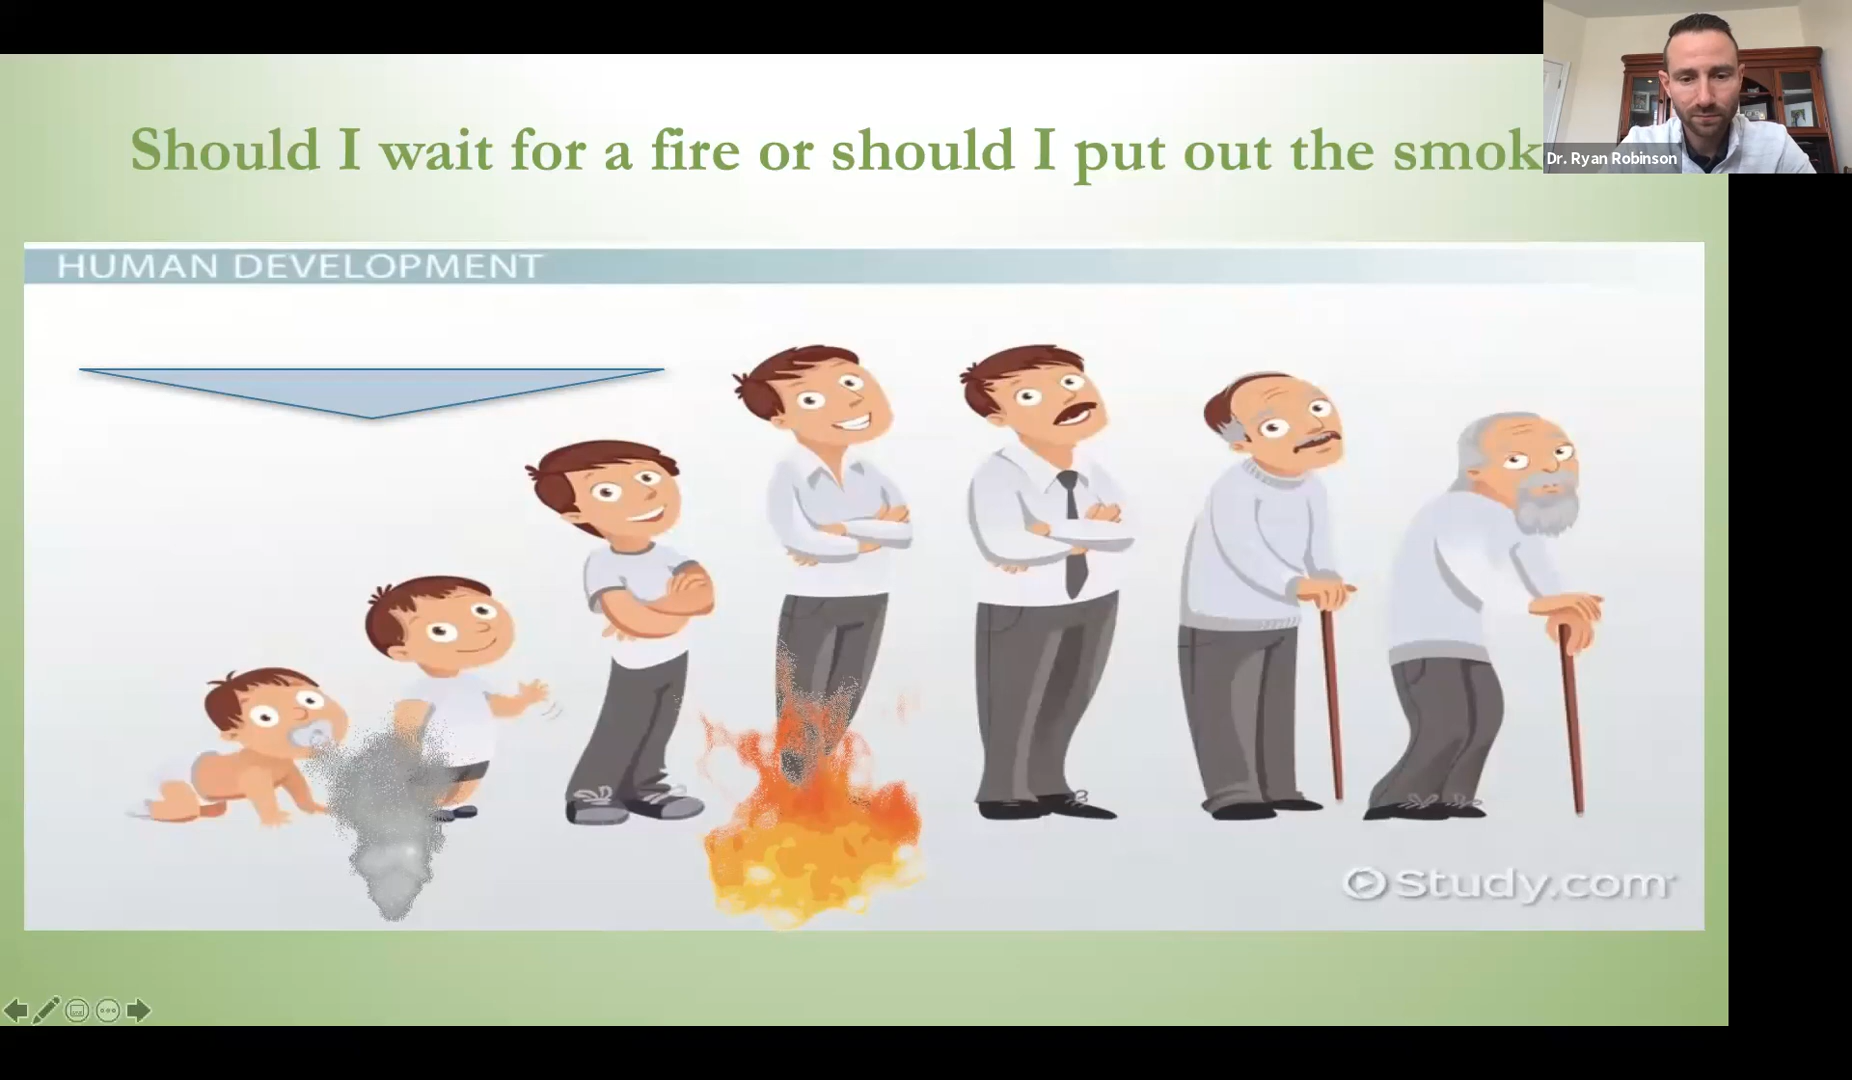 Should I wait for a fire or should I put out the smok
Dr. Ryan Robinson
HUMAN DEVELOPMENT
Study.com